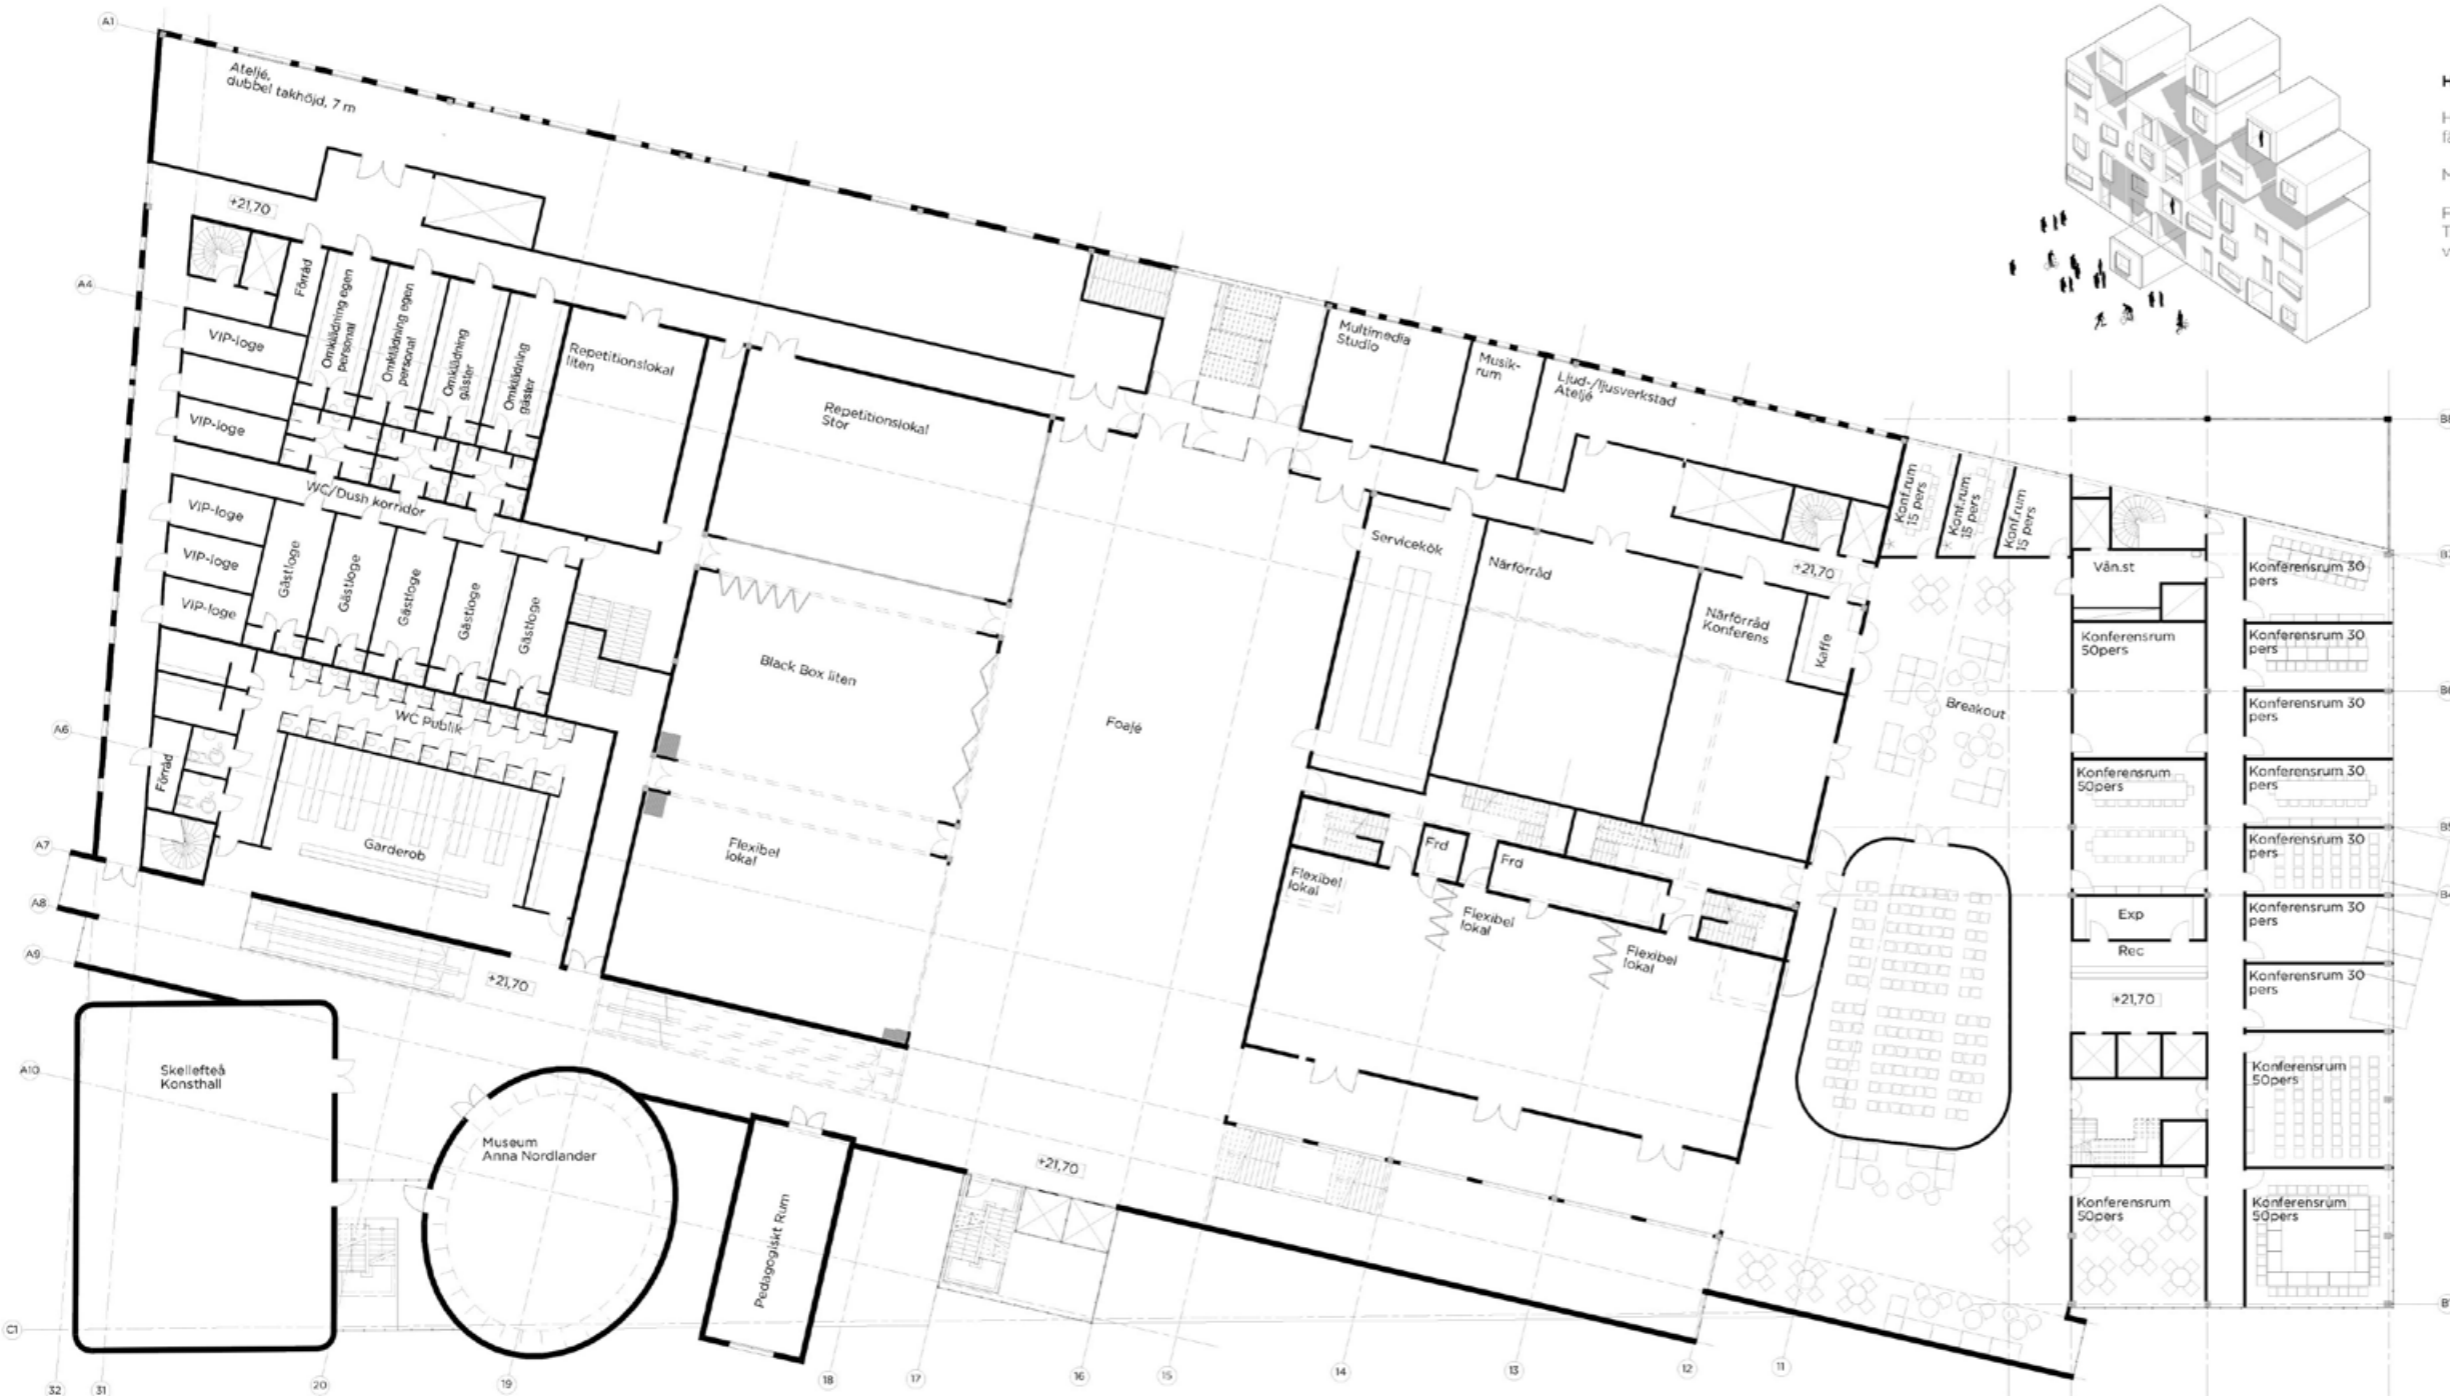 A1
Ateljé,
dubbel takhöjd, 7 m
+21,70
A4
Förråd
Omklädning egen
personal
Omklädning egen
personal
Omklädning
gäster
Omklädning
gäster
VIP-loge
VIP-loge
VIP-loge
VIP-loge
VIP-loge
WC/Dush korridor
Gästloge
Gästloge
Gästloge
Gästloge
Gästloge
Repetitionslokal
liten
Repetitionslokal
Stor
Black Box liten
Foajé
Multimedia
Studio
Musik-
rum
Ljud-/ljusverkstad
Ateljé
Servicekök
Närförråd
Närförråd
Konferens
Kaffe
+21,70
Konf.rum
15 pers
Konf.rum
15 pers
Konf.rum
15 pers
Breakout
Vån.st
Konferensrum
50pers
Konferensrum
50pers
Exp
Rec
+21,70
Konferensrum
50pers
Konferensrum 30
pers
Konferensrum 30
pers
Konferensrum 30
pers
Konferensrum 30
pers
Konferensrum 30
pers
Konferensrum 30
pers
Konferensrum 30
pers
Konferensrum
50pers
Konferensrum
50pers
A6
WC Publik
Förråd
Garderob
A7
A8
A9
A10
C1
+21,70
Flexibel
lokal
Flexibel
lokal
Frd
Frd
Flexibel
lokal
Flexibel
lokal
Skellefteå
Konsthall
Museum
Anna Nordlander
Pedagogiskt Rum
+21,70
32
31
20
19
18
17
16
15
14
13
12
11